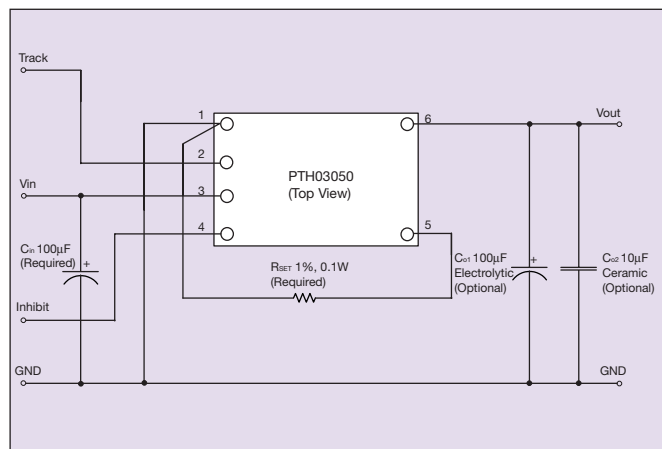 Track
1
6
Vout
2
PTH03050
(Top View)
Vin
3
4
5
Cin 100µF
(Required)
+
RSET 1%, 0.1W
(Required)
Co1 100µF
Electrolytic
(Optional)
+
Co2 10µF
Ceramic
(Optional)
Inhibit
GND
GND